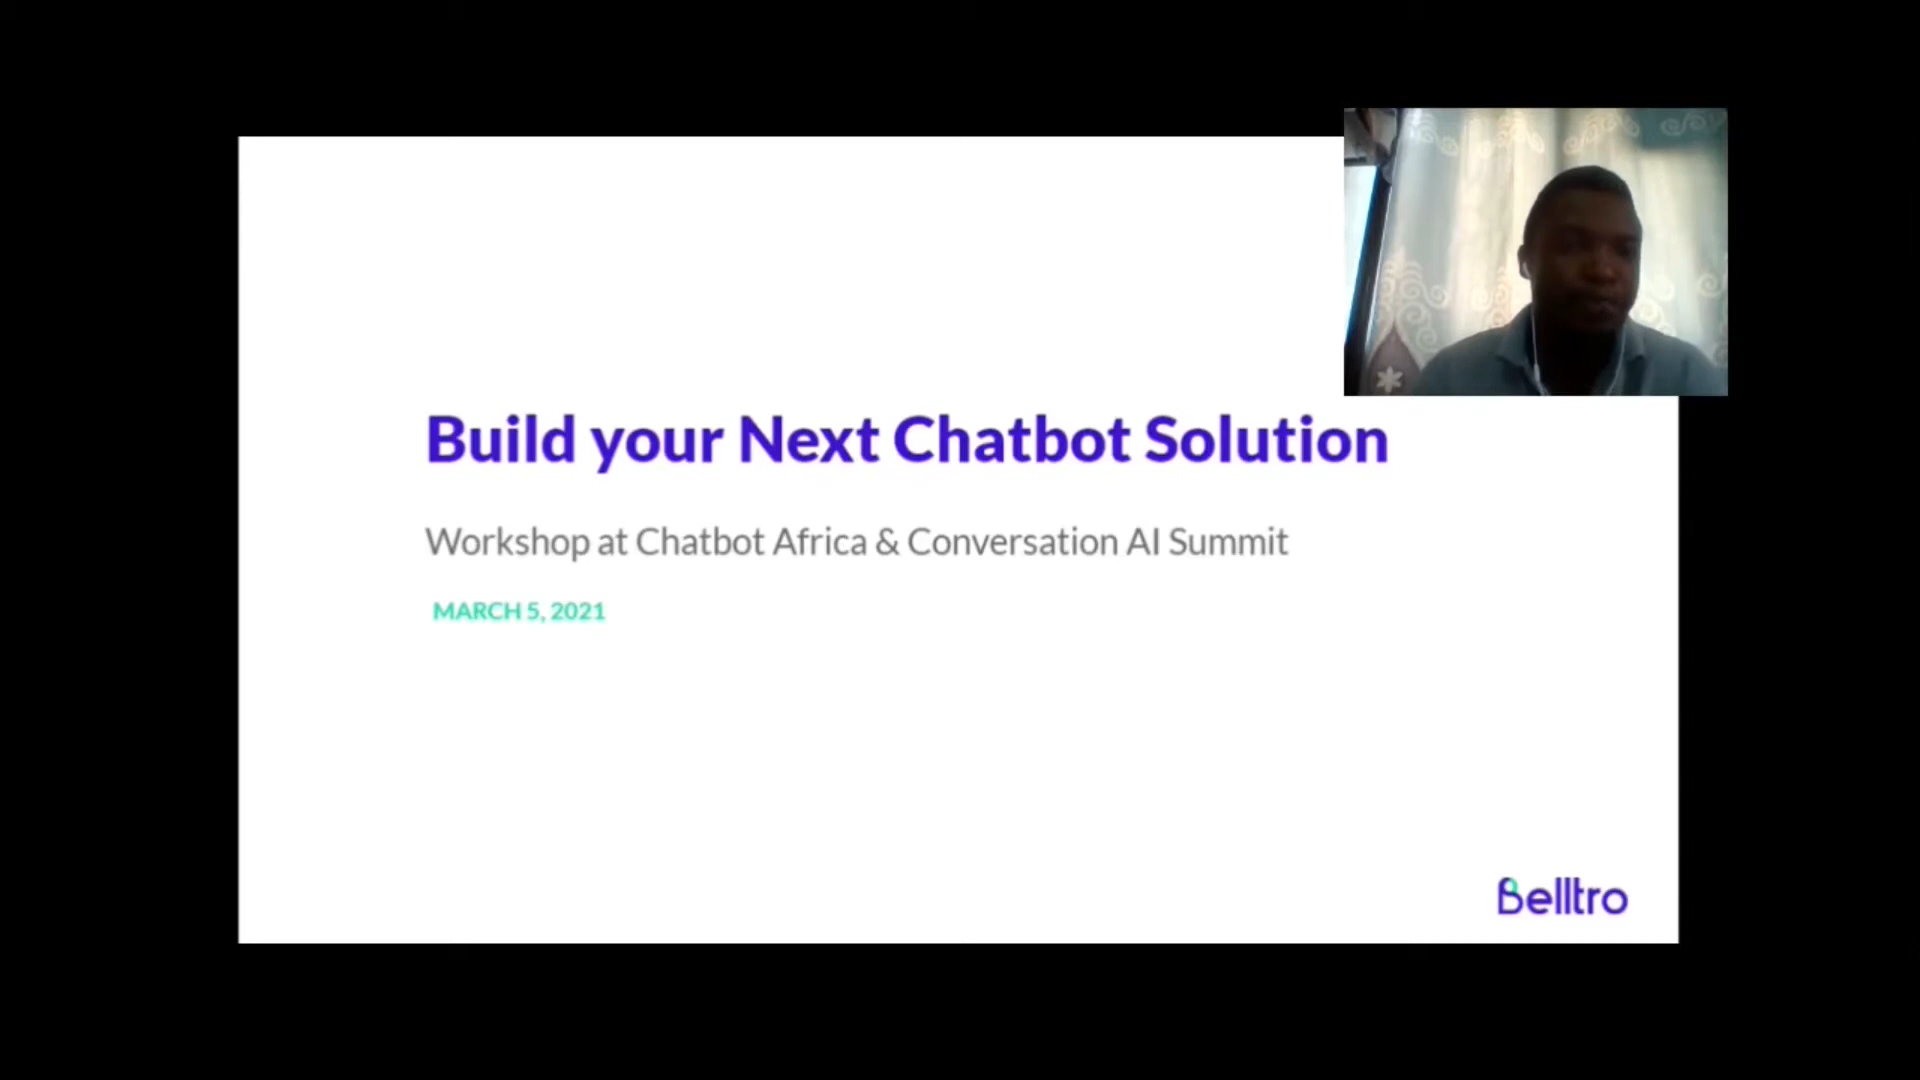 Build your Next Chatbot Solution
Workshop at Chatbot Africa & Conversation AI Summit
MARCH 5, 2021
Belltro